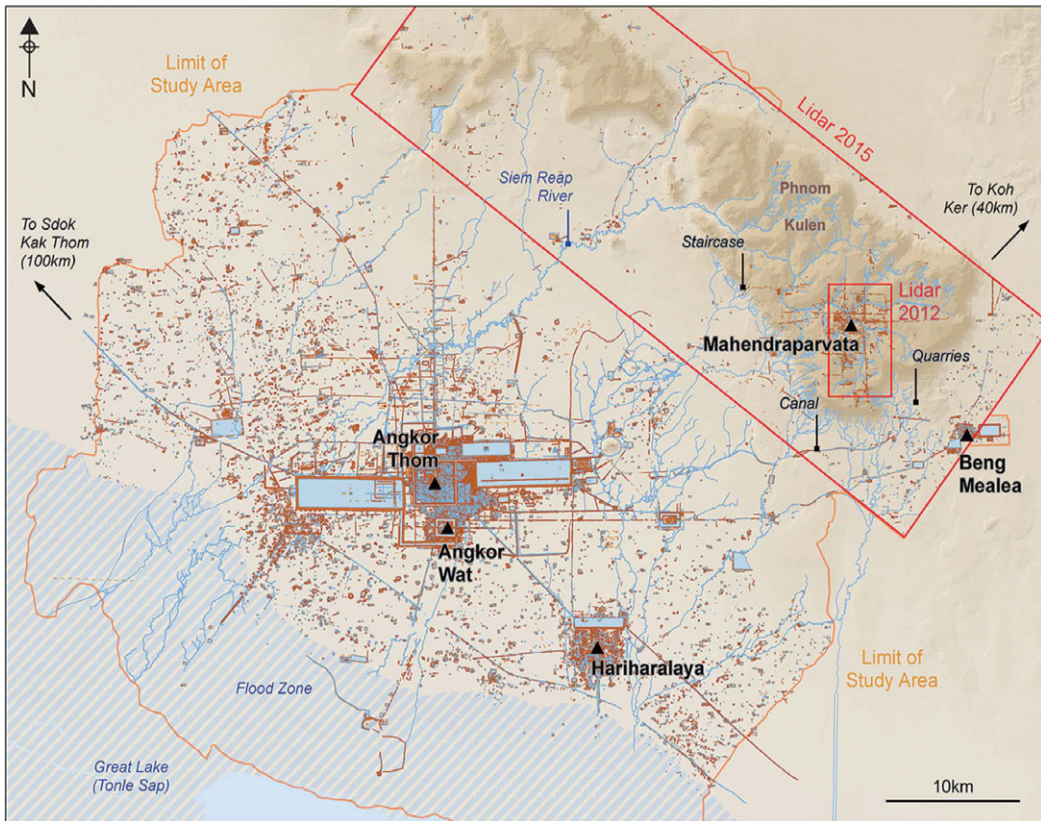 N
Limit of
Study Area
Lidar 2015
To Koh
Ker (40km)
Siem Reap
River
Phnom
Kulen
To Sdok
Kak Thom
(100km)
Staircase
Lidar
2012
Mahendraparvata
Quarries
Canal
Angkor
Thom
Beng
Mealea
Angkor
Wat
Hariharalaya
Limit of
Study Area
Flood Zone
Great Lake
(Tonle Sap)
10km